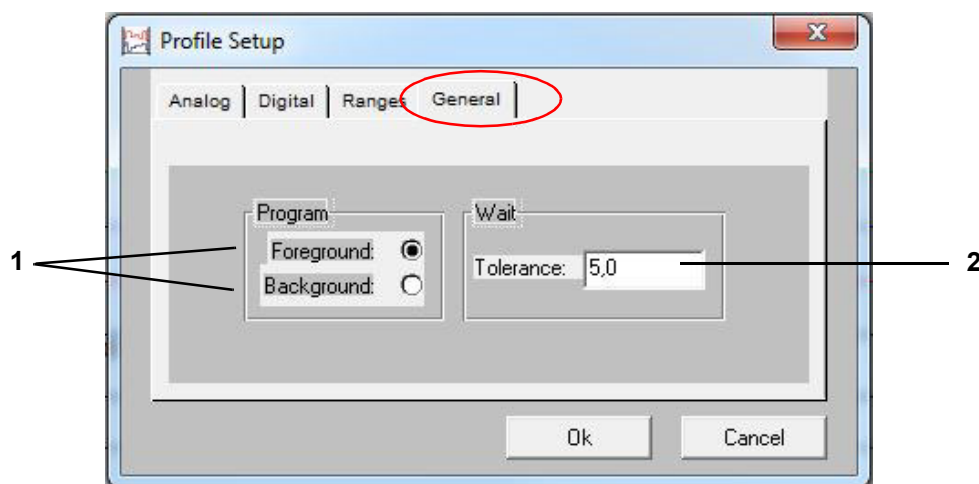 Profile Setup
Analog Digital Ranges General
Program
Foreground:
Background:
Wait
Tolerance: 5,0
1
2
Ok Cancel